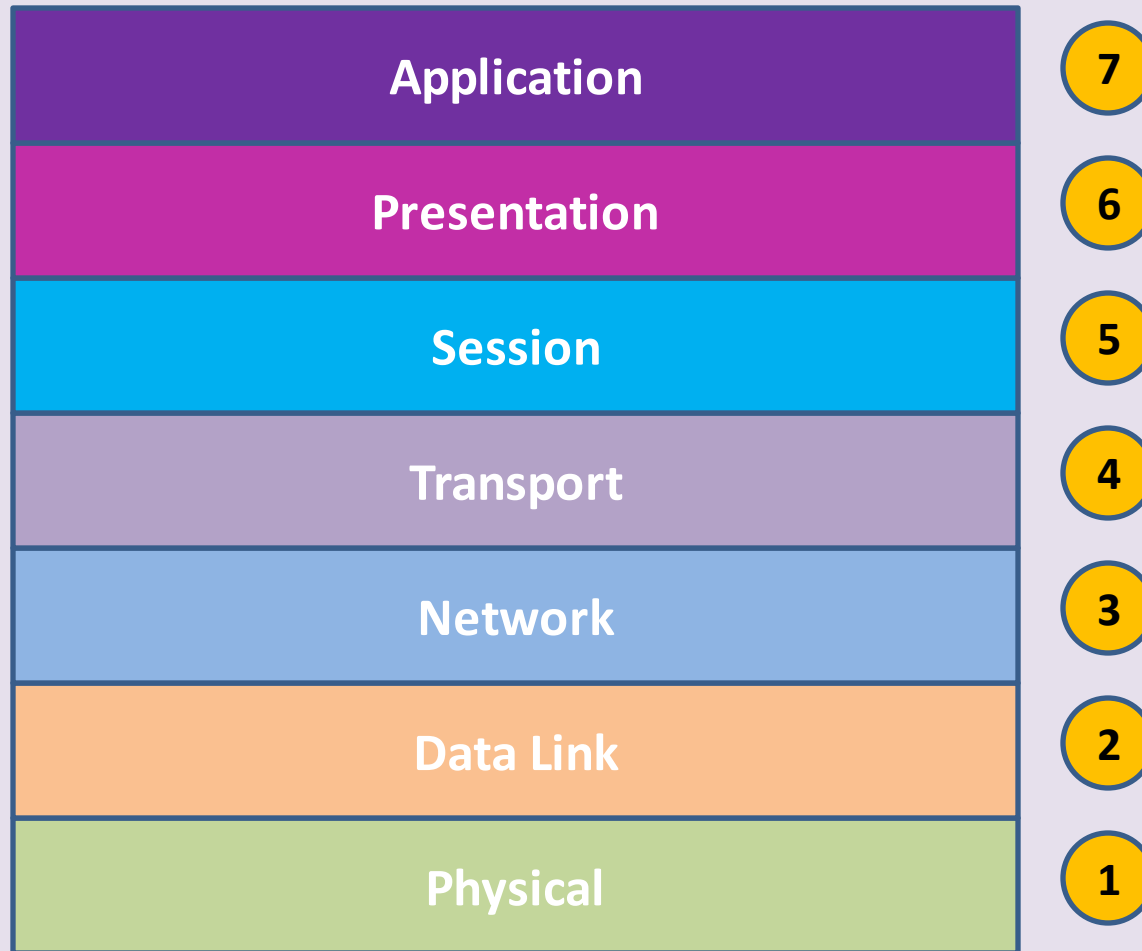 Application 7
Presentation 6
Session 5
Transport 4
Network 3
Data Link 2
Physical 1